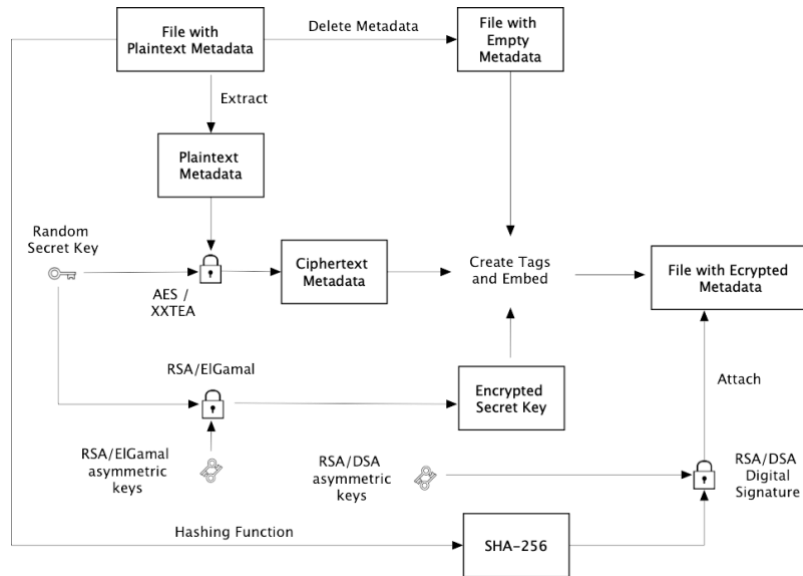 File with
Plaintext Metadata
Delete Metadata
File with
Empty
Metadata
Extract
Plaintext
Metadata
Random
Secret Key
AES /
XXTEA
Ciphertext
Metadata
Create Tags
and Embed
File with Ecrypted
Metadata
RSA/ElGamal
Encrypted
Secret Key
Attach
RSA/ElGamal
asymmetric
keys
RSA/DSA
asymmetric
keys
RSA/DSA
Digital
Signature
Hashing Function
SHA-256